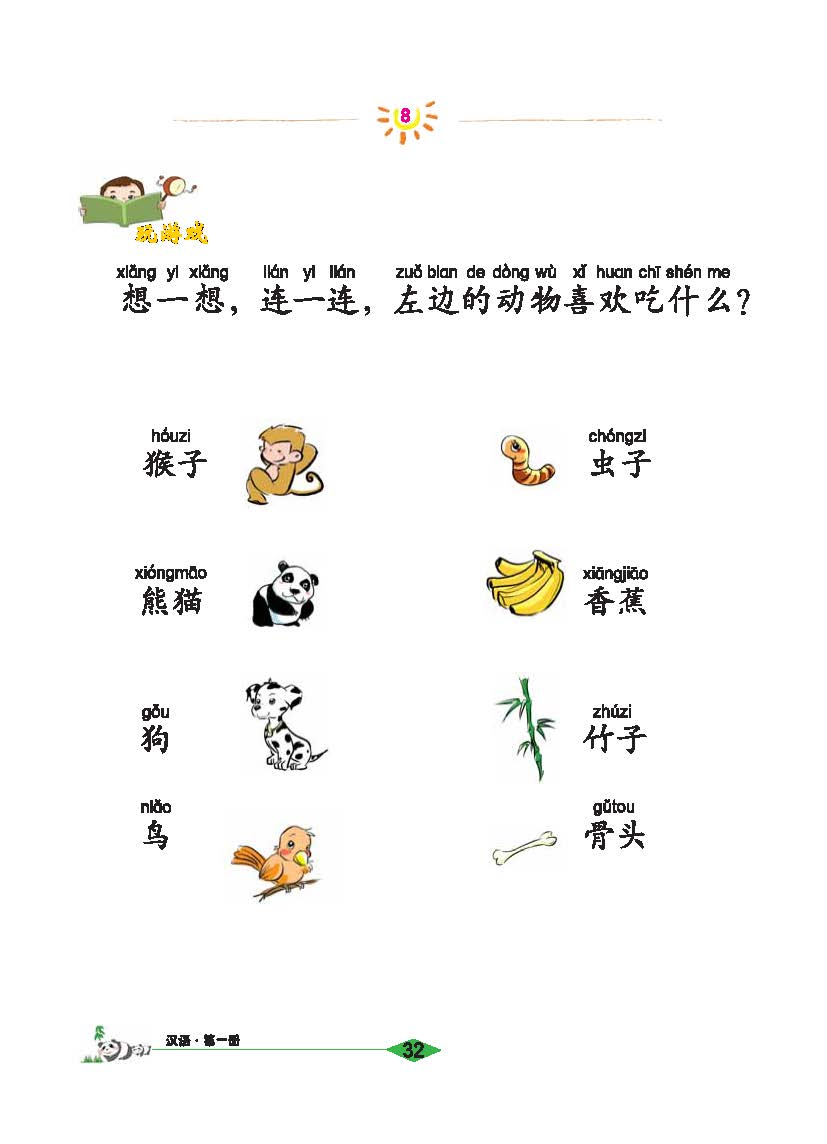 8
玩游戏
xiǎng yi xiǎng lián yi lián zuǒ bian de dòng wù xǐ huan chī shén me
想一想，连一连，左边的动物喜欢吃什么？
hóuzi chóngzi
猴子 虫子
xióngmāo xiāngjiāo
熊猫 香蕉
gǒu zhúzi
狗 竹子
niǎo gǔtou
鸟 骨头
汉语·第一册
32